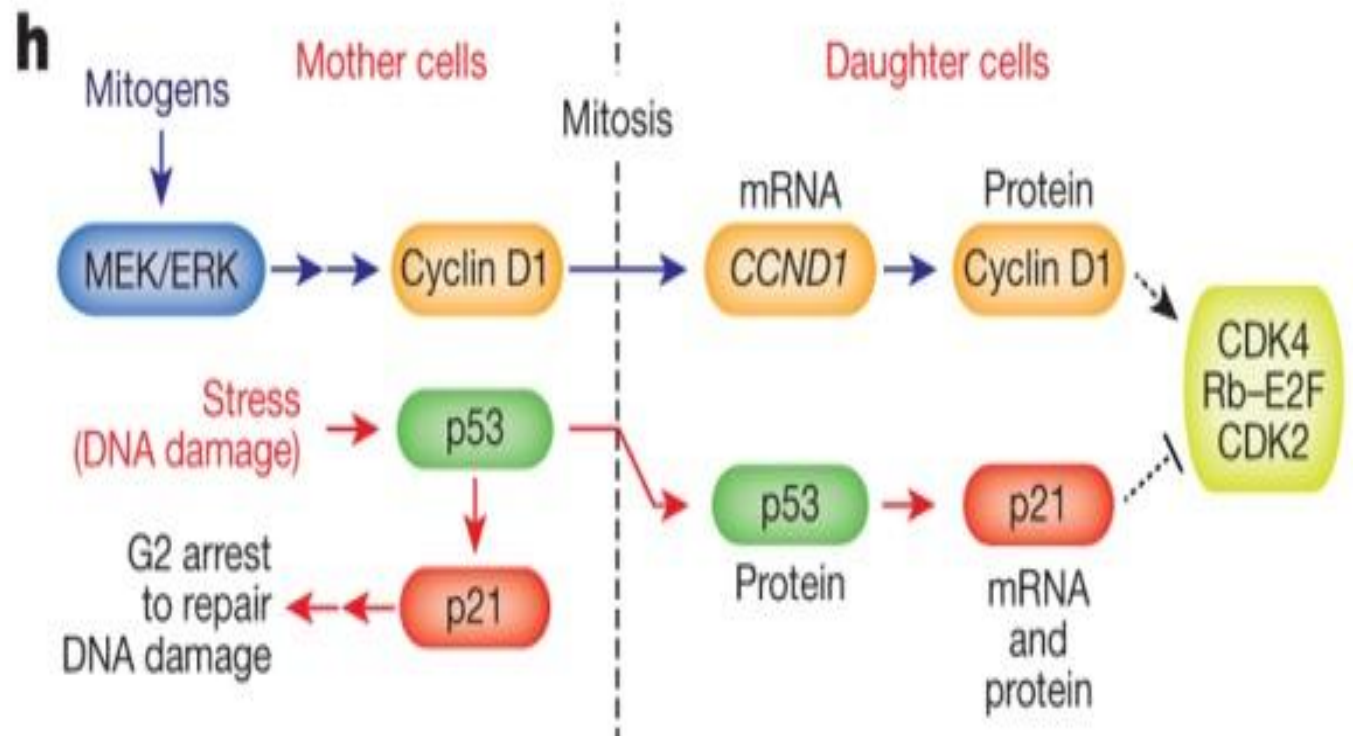 h
Mother cells
Daughter cells
Mitogens
Mitosis
mRNA
Protein
MEK/ERK
Cyclin D1
CCND1
Cyclin D1
CDK4
Rb–E2F
CDK2
Stress
(DNA damage)
p53
p53
Protein
p21
mRNA
and
protein
G2 arrest
to repair
DNA damage
p21